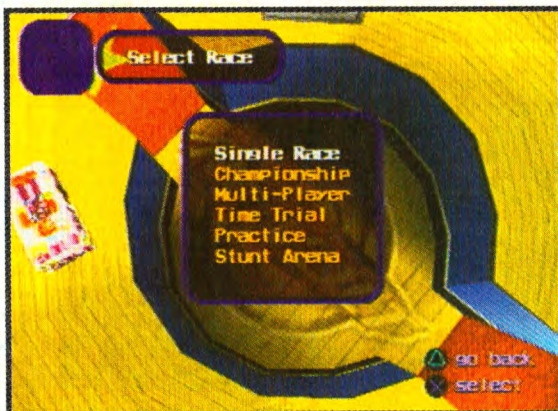 Select Race
Single Race
Championship
Multi-Player
Time Trial
Practice
Stunt Arena
go back
select